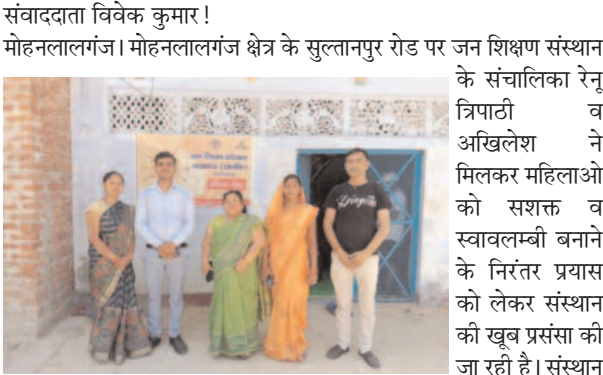 संवाददाता विवेक कुमार!
मोहनलालगंज। मोहनलालगंज क्षेत्र के सुल्तानपुर रोड पर जन शिक्षण संस्थान
के संचालिका रेनू
त्रिपाठी व
अखिलेश ने
मिलकर महिलाओ
को सशक्त व
स्वावलम्बी बनाने
के निरंतर प्रयास
को लेकर संस्थान
की खूब प्रसंसा की
जा रही है। संस्थान